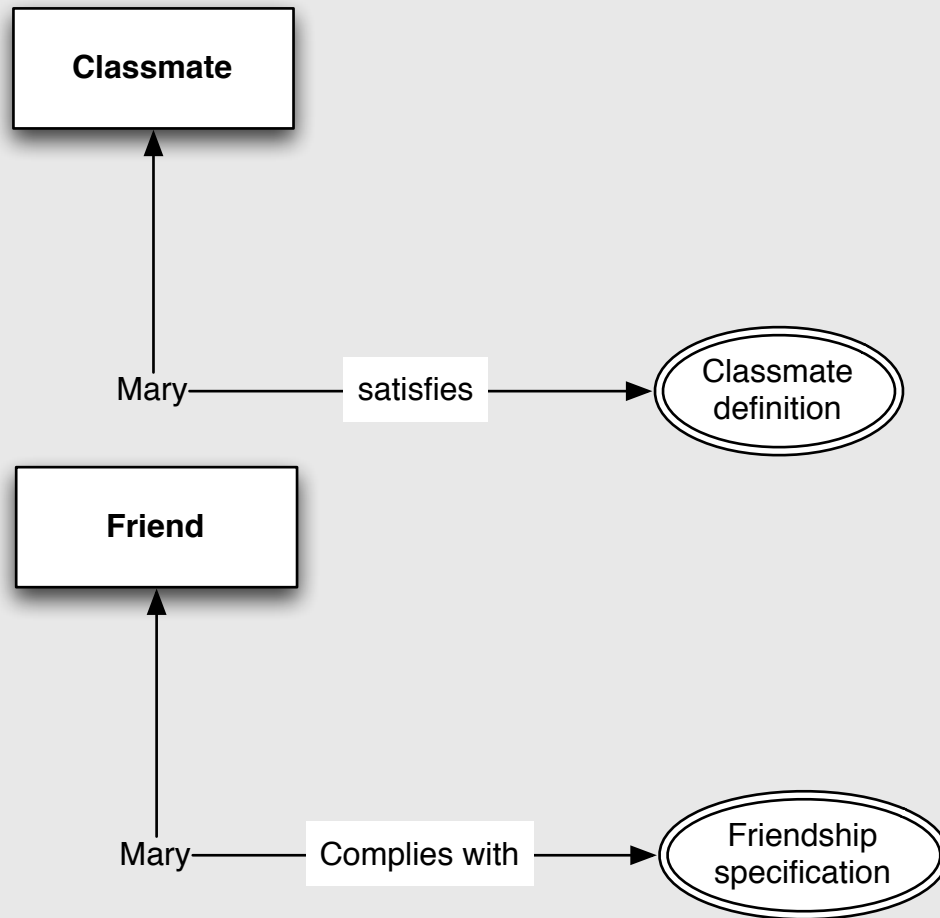 Classmate
Mary
satisfies
Classmate
definition
Friend
Mary
Complies with
Friendship
specification